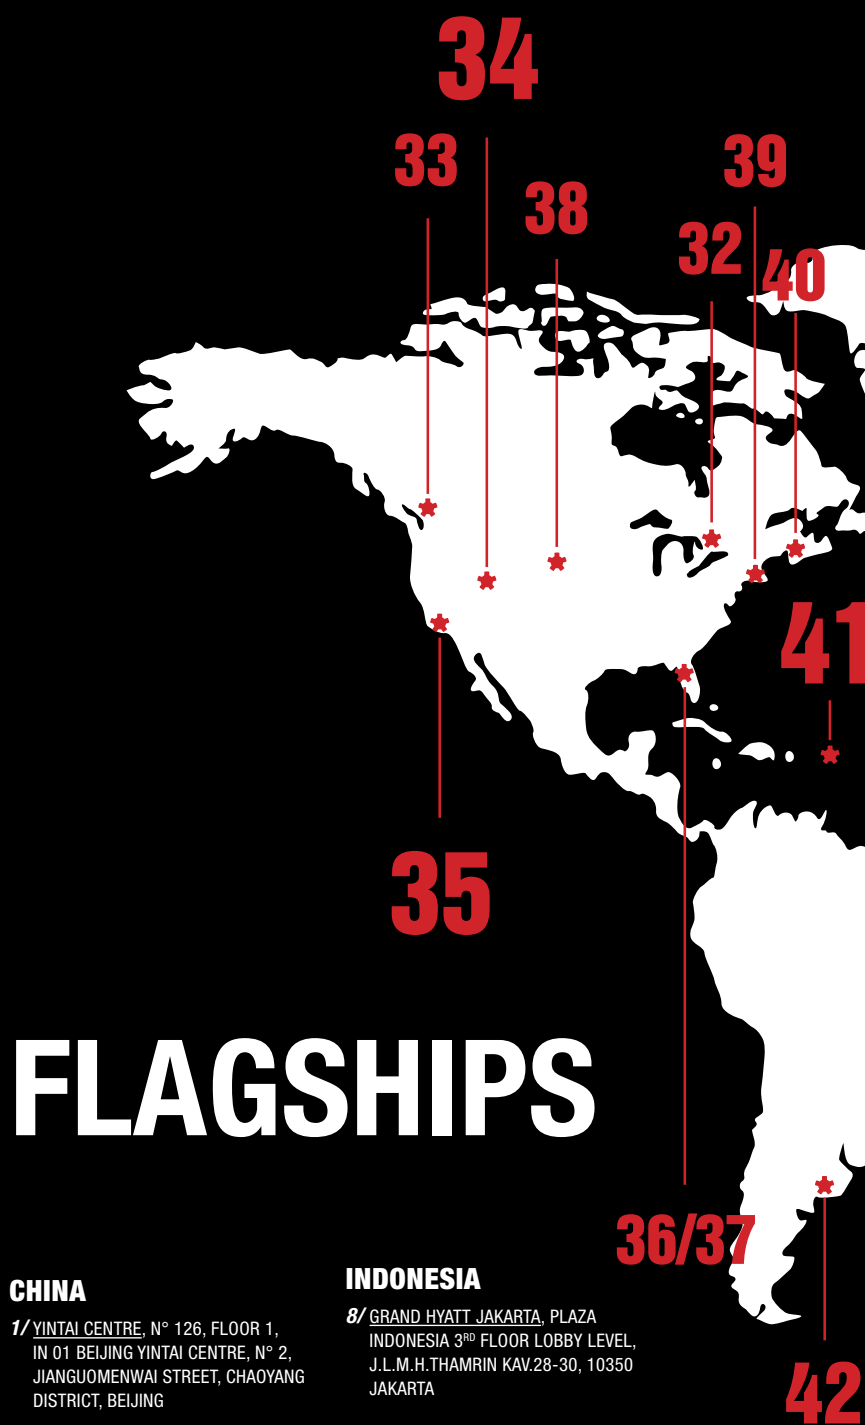 34
33
39
38
32
40
41
35
FLAGSHIPS
36/37
42
CHINA
1/ YINTAI CENTRE, N° 126, FLOOR 1,
IN 01 BEIJING YINTAI CENTRE, N° 2,
JIANGUOMENWAI STREET, CHAOYANG
DISTRICT, BEIJING
INDONESIA
8/ GRAND HYATT JAKARTA, PLAZA
INDONESIA 3RD FLOOR LOBBY LEVEL,
J.L.M.H.THAMRIN KAV.28-30, 10350
JAKARTA